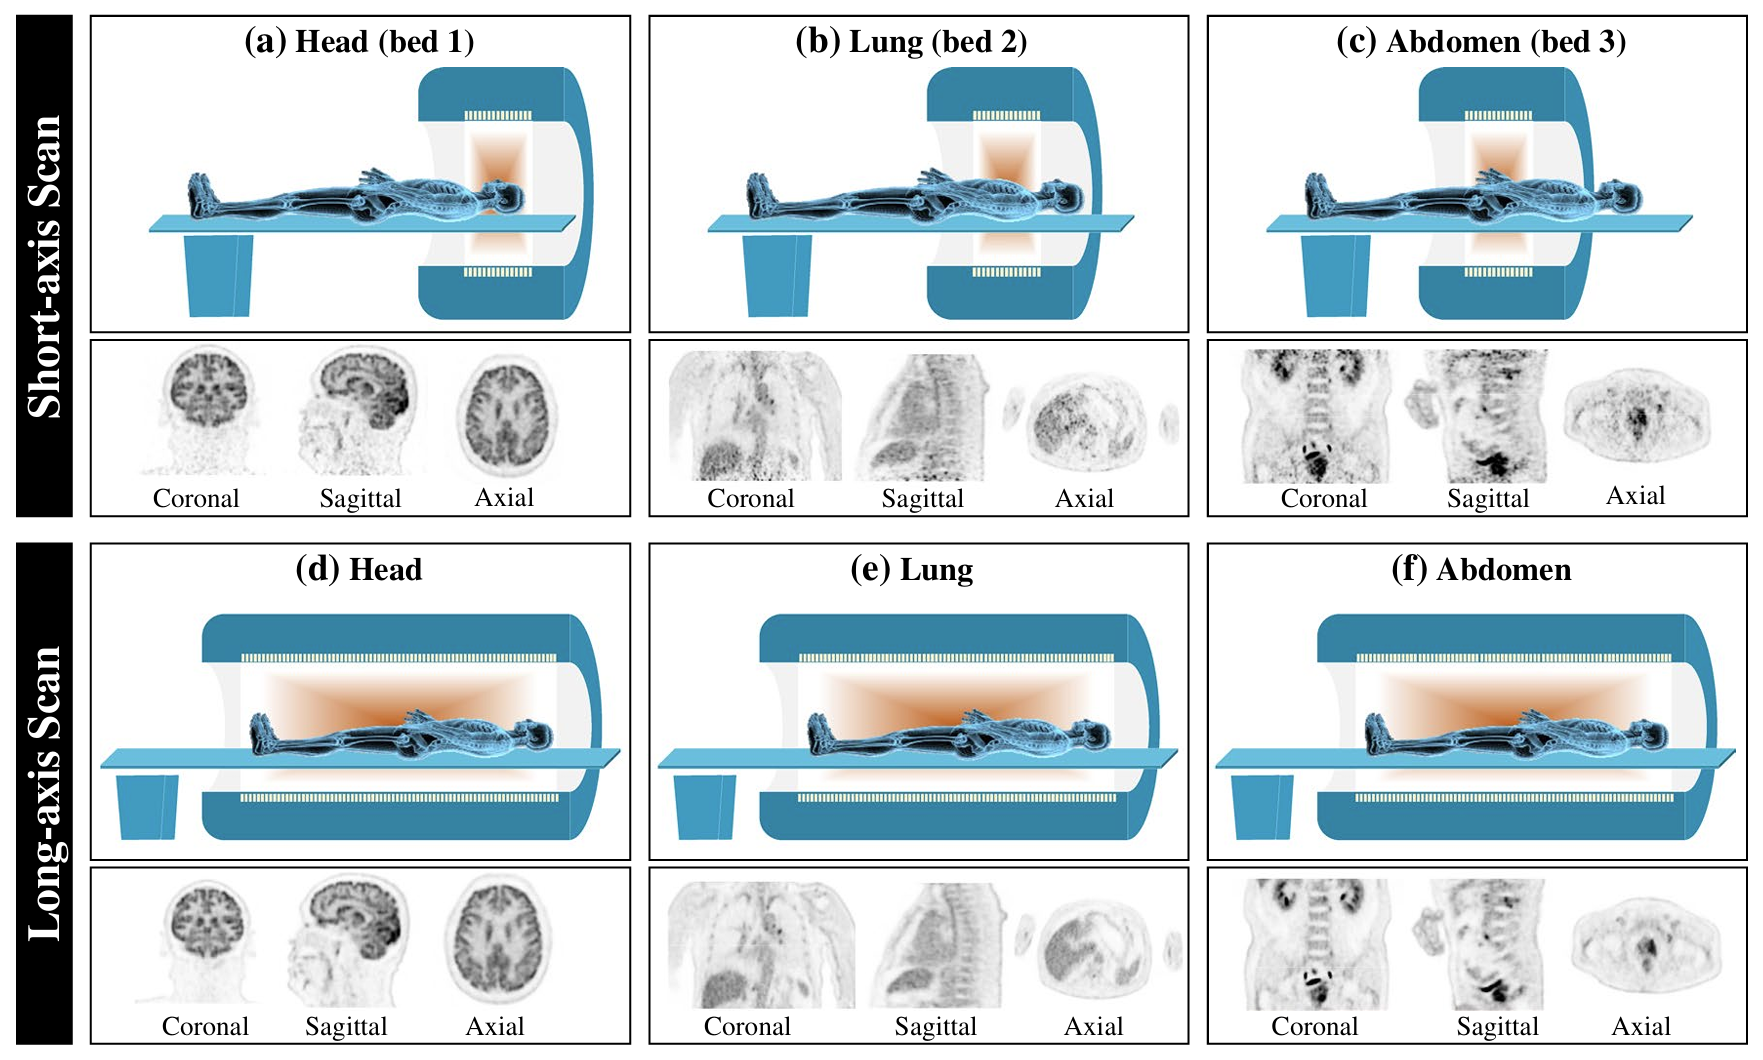 Short-axis Scan
(a) Head (bed 1)
(b) Lung (bed 2)
(c) Abdomen (bed 3)
Coronal
Sagittal
Axial
Coronal
Sagittal
Axial
Coronal
Sagittal
Axial
Long-axis Scan
(d) Head
(e) Lung
(f) Abdomen
Coronal
Sagittal
Axial
Coronal
Sagittal
Axial
Coronal
Sagittal
Axial